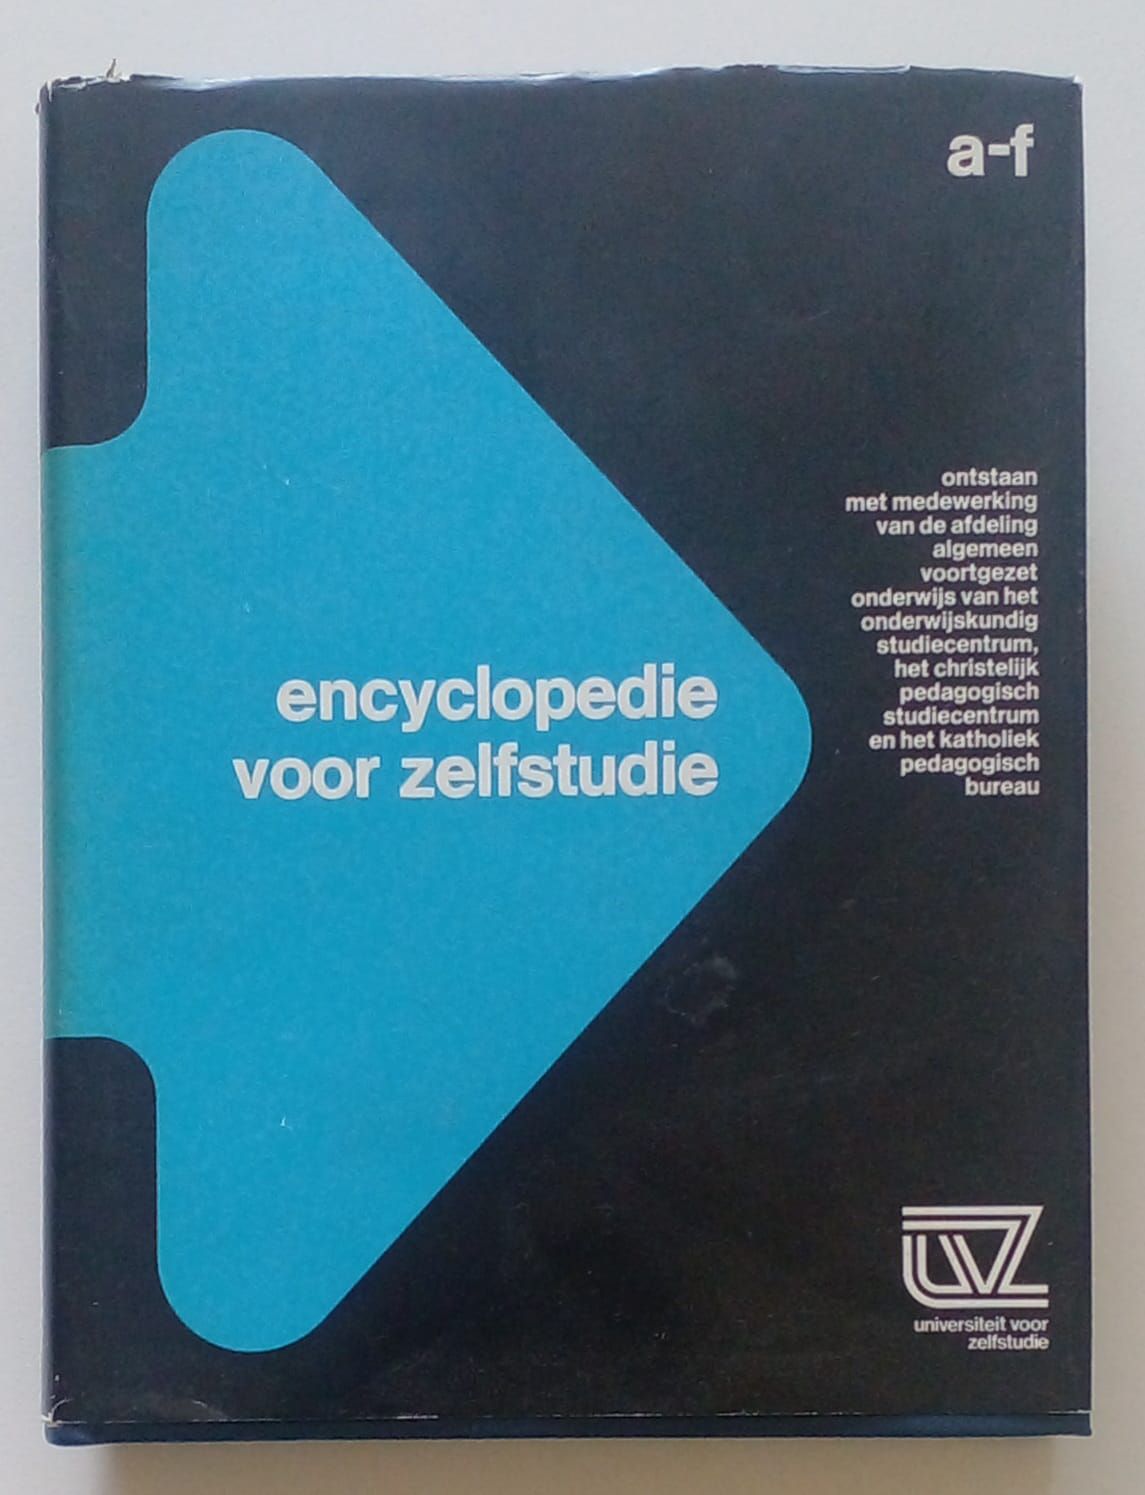 a-f
ontstaan
met medewerking
van de afdeling
algemeen
voortgezet
onderwijs van het
onderwijskundig
studiecentrum,
het christelijk
pedagogisch
studiecentrum
en het katholiek
pedagogisch
bureau
encyclopedie
voor zelfstudie
uvz
universiteit voor
zelfstudie